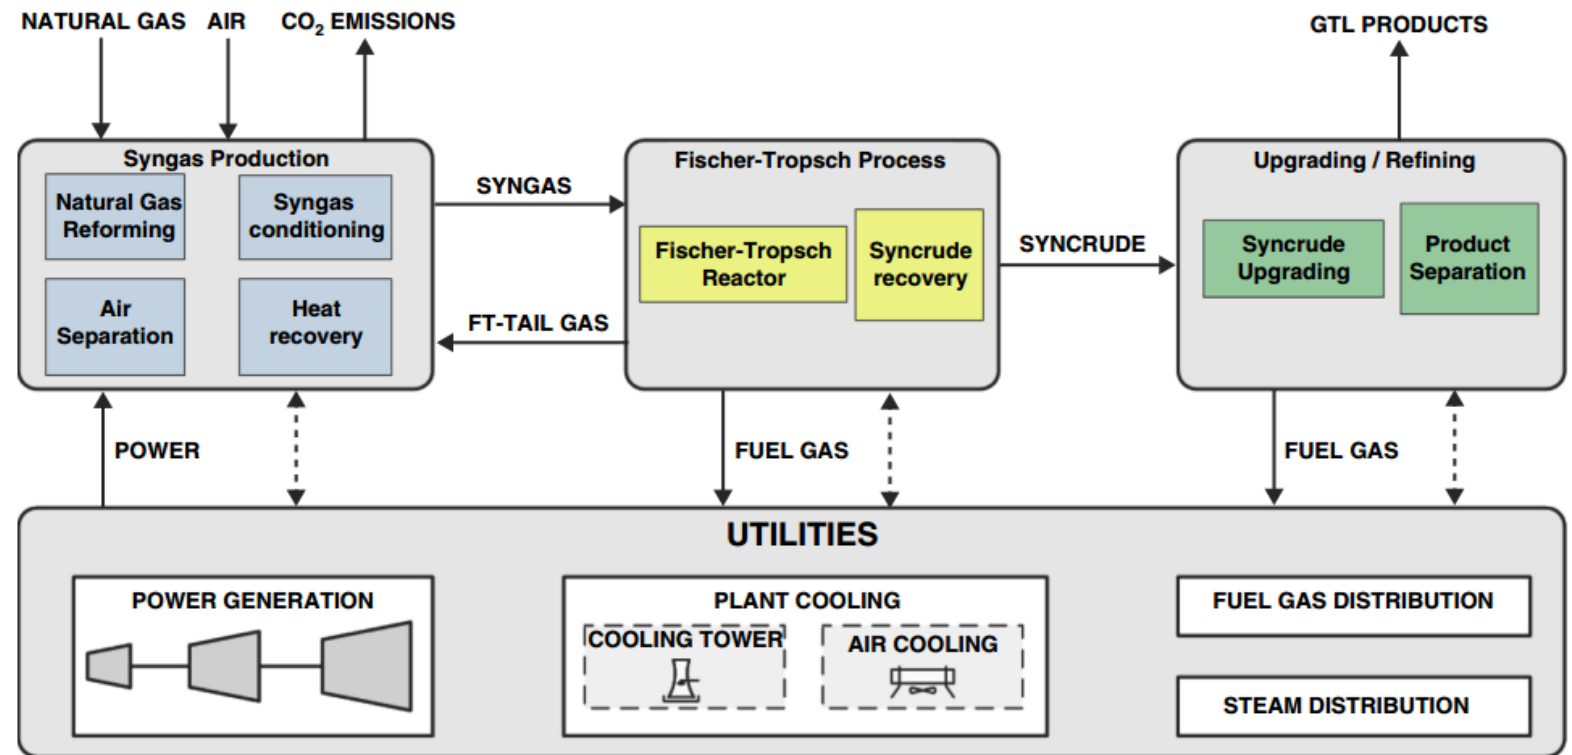 NATURAL GAS
AIR
CO₂ EMISSIONS
GTL PRODUCTS
Syngas Production
Natural Gas
Reforming
Syngas
conditioning
Air
Separation
Heat
recovery
SYNGAS
FT-TAIL GAS
Fischer-Tropsch Process
Fischer-Tropsch
Reactor
Syncrude
recovery
SYNCRUDE
Upgrading / Refining
Syncrude
Upgrading
Product
Separation
POWER
FUEL GAS
FUEL GAS
UTILITIES
POWER GENERATION
PLANT COOLING
COOLING TOWER
AIR COOLING
FUEL GAS DISTRIBUTION
STEAM DISTRIBUTION